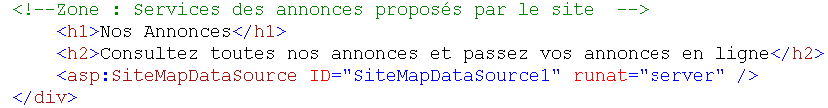 <!--Zone : Services des annonces proposés par le site  -->
<h1>Nos Annonces</h1>
<h2>Consultez toutes nos annonces et passez vos annonces en ligne</h2>
<asp:SiteMapDataSource ID="SiteMapDataSource1" runat="server" />
</div>